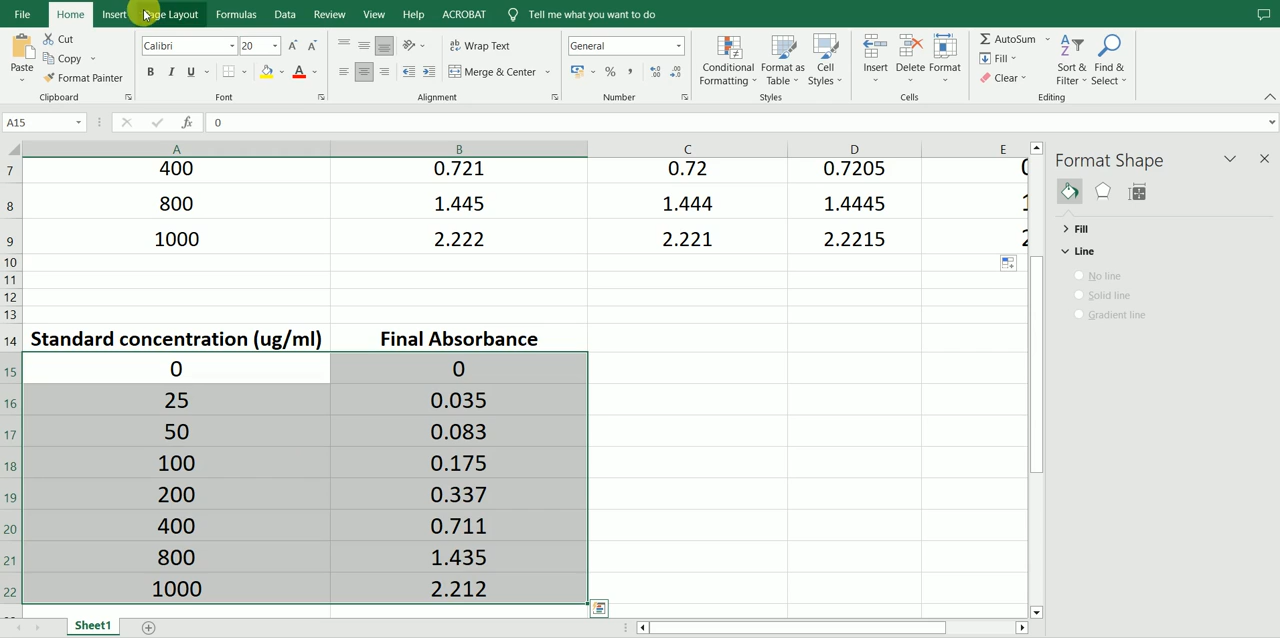 File Home Insert Page Layout Formulas Data Review View Help ACROBAT Tell me what you want to do
Paste Cut Copy Format Painter Clipboard
Calibri 20 A A B I U A Font
Wrap Text Merge & Center Alignment
General % , Number
Conditional Formatting Format as Table Cell Styles Styles
Insert Delete Format Cells
AutoSum Fill Clear Sort & Filter Find & Select Editing
A15 fx 0
A B C D E
7 400 0.721 0.72 0.7205
8 800 1.445 1.444 1.4445
9 1000 2.222 2.221 2.2215
10
11
12
13
14 Standard concentration (ug/ml) Final Absorbance
15 0 0
16 25 0.035
17 50 0.083
18 100 0.175
19 200 0.337
20 400 0.711
21 800 1.435
22 1000 2.212
Sheet1
Format Shape
Fill
Line
No line
Solid line
Gradient line